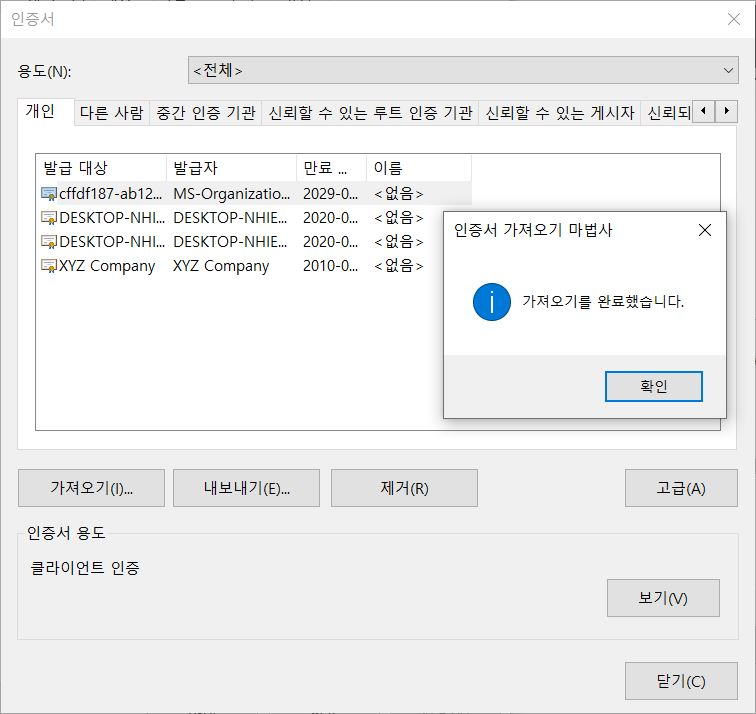 인증서
용도(N):
<전체>
개인 다른 사람 중간 인증 기관 신뢰할 수 있는 루트 인증 기관 신뢰할 수 있는 게시자 신뢰되
발급 대상 발급자 만료 ... 이름
cffdf187-ab12... MS-Organizatio... 2029-0... <없음>
DESKTOP-NHI... DESKTOP-NHIE... 2020-0... <없음>
DESKTOP-NHI... DESKTOP-NHIE... 2020-0... <없음>
XYZ Company XYZ Company 2010-0... <없음>
인증서 가져오기 마법사
가져오기를 완료했습니다.
확인
가져오기(I)... 내보내기(E)... 제거(R) 고급(A)
인증서 용도
클라이언트 인증
보기(V)
닫기(C)